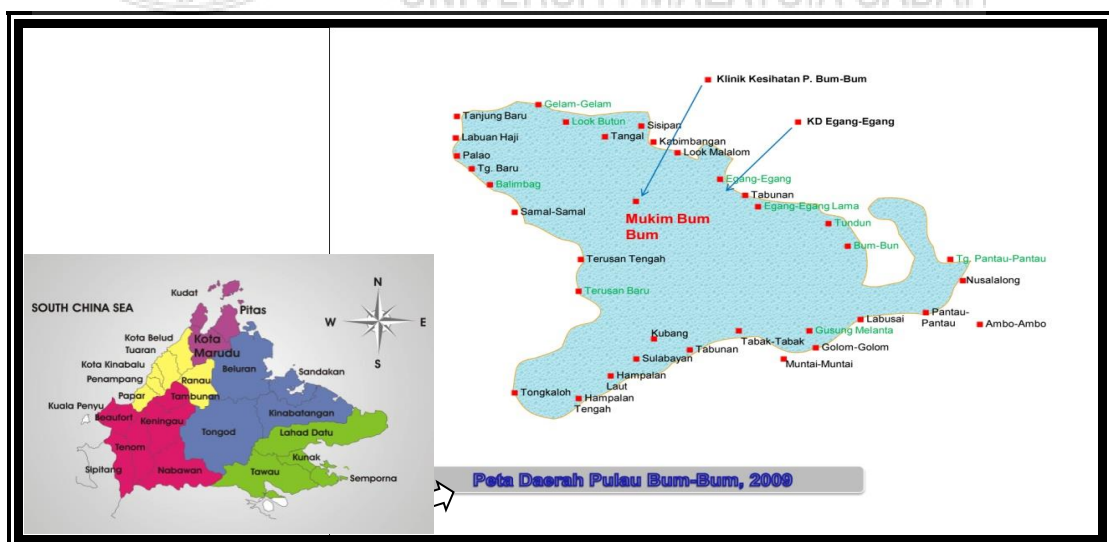 UNIVERSITI MALAYSIA SABAH
Klinik Kesihatan P. Bum-Bum
KD Egang-Egang
Gelam-Gelam
Tanjung Baru
Look Buton
Sisipan
Labuan Haji
Tangal
Kabimbangan
Look Malalom
Palao
Tg. Baru
Balimbag
Egang-Egang
Tabunan
Egang-Egang Lama
Samal-Samal
Mukim Bum
Bum
Tundun
Bum-Bun
Terusan Tengah
Tg. Pantau-Pantau
Nusalalong
Terusan Baru
Pantau-
Pantau
Ambo-Ambo
Labusai
Gusung Melanta
Kubang
Tabak-Tabak
Golom-Golom
Tabunan
Sulabayan
Muntai-Muntai
Hampalan
Laut
Tongkaloh
Hampalan
Tengah
Peta Daerah Pulau Bum-Bum, 2009
N
W
E
S
SOUTH CHINA SEA
Kudat
Pitas
Kota
Marudu
Kota Belud
Tuaran
Kota Kinabalu
Penampang
Papar
Ranau
Beluran
Sandakan
Tambunan
Kuala Penyu
Beaufort
Keningau
Kinabatangan
Tongod
Lahad Datu
Tenom
Kunak
Sipitang
Nabawan
Tawau
Semporna